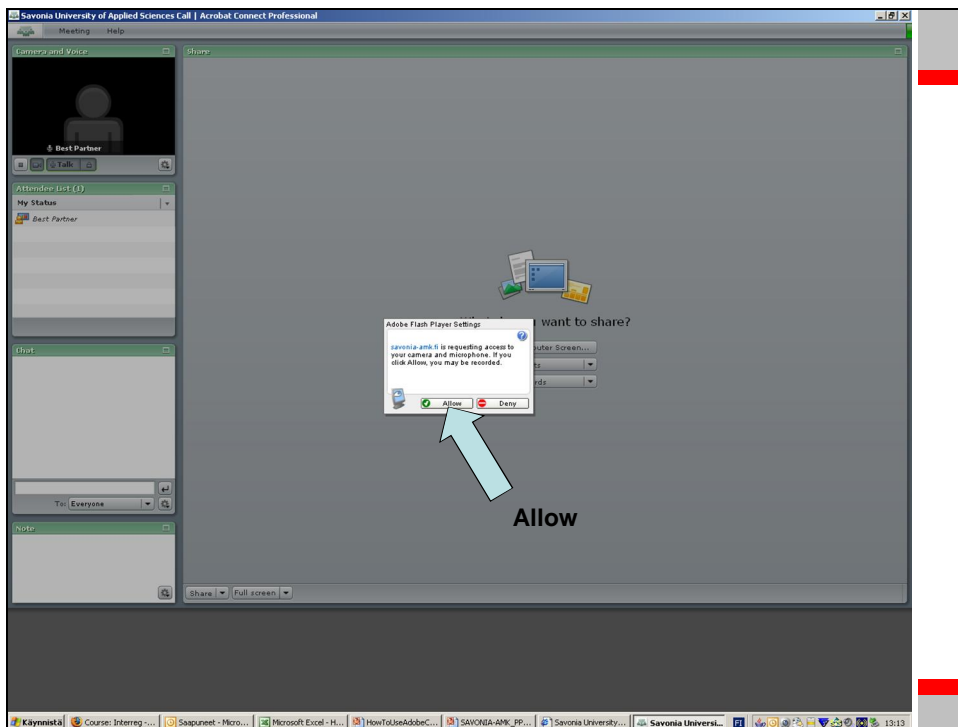 Savonia University of Applied Sciences Call | Acrobat Connect Professional
Meeting Help
Camera and Voice
Best Partner
Talk
Attendee List (1)
My Status
Best Partner
Chat
To: Everyone
Note
Share
want to share?
uter Screen...
Adobe Flash Player Settings
savonia-amk.fi is requesting access to
your camera and microphone. If you
click Allow, you may be recorded.
Allow Deny
Allow
Share Full screen
Käynnistä Course: Interreg -... Saapuneet - Micro... Microsoft Excel - H... HowToUseAdobeC... SAVONIA-AMK_PP... Savonia University... Savonia Universi... FI 13:13